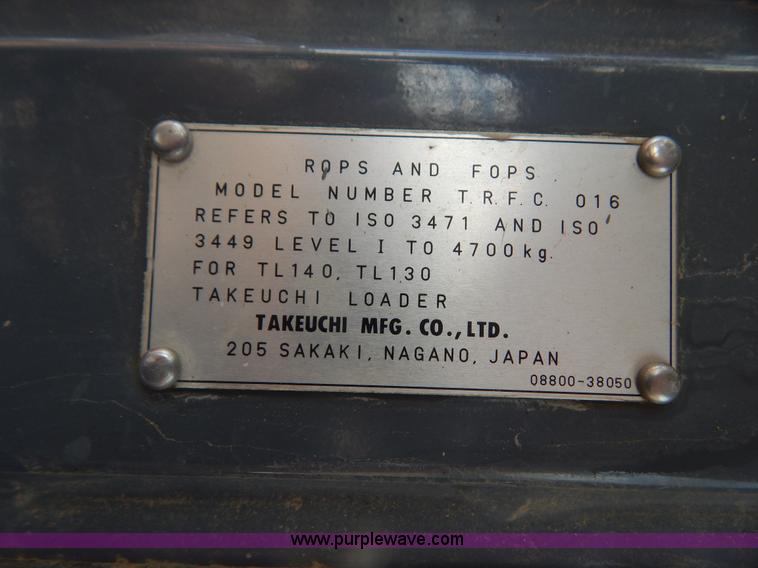 ROPS AND FOPS
MODEL NUMBER T.R.F.C. 016
REFERS TO ISO 3471 AND ISO
3449 LEVEL I TO 4700kg.
FOR TL140, TL130
TAKEUCHI LOADER
TAKEUCHI MFG. CO., LTD.
205 SAKAKI, NAGANO, JAPAN
08800-38050
www.purplewave.com